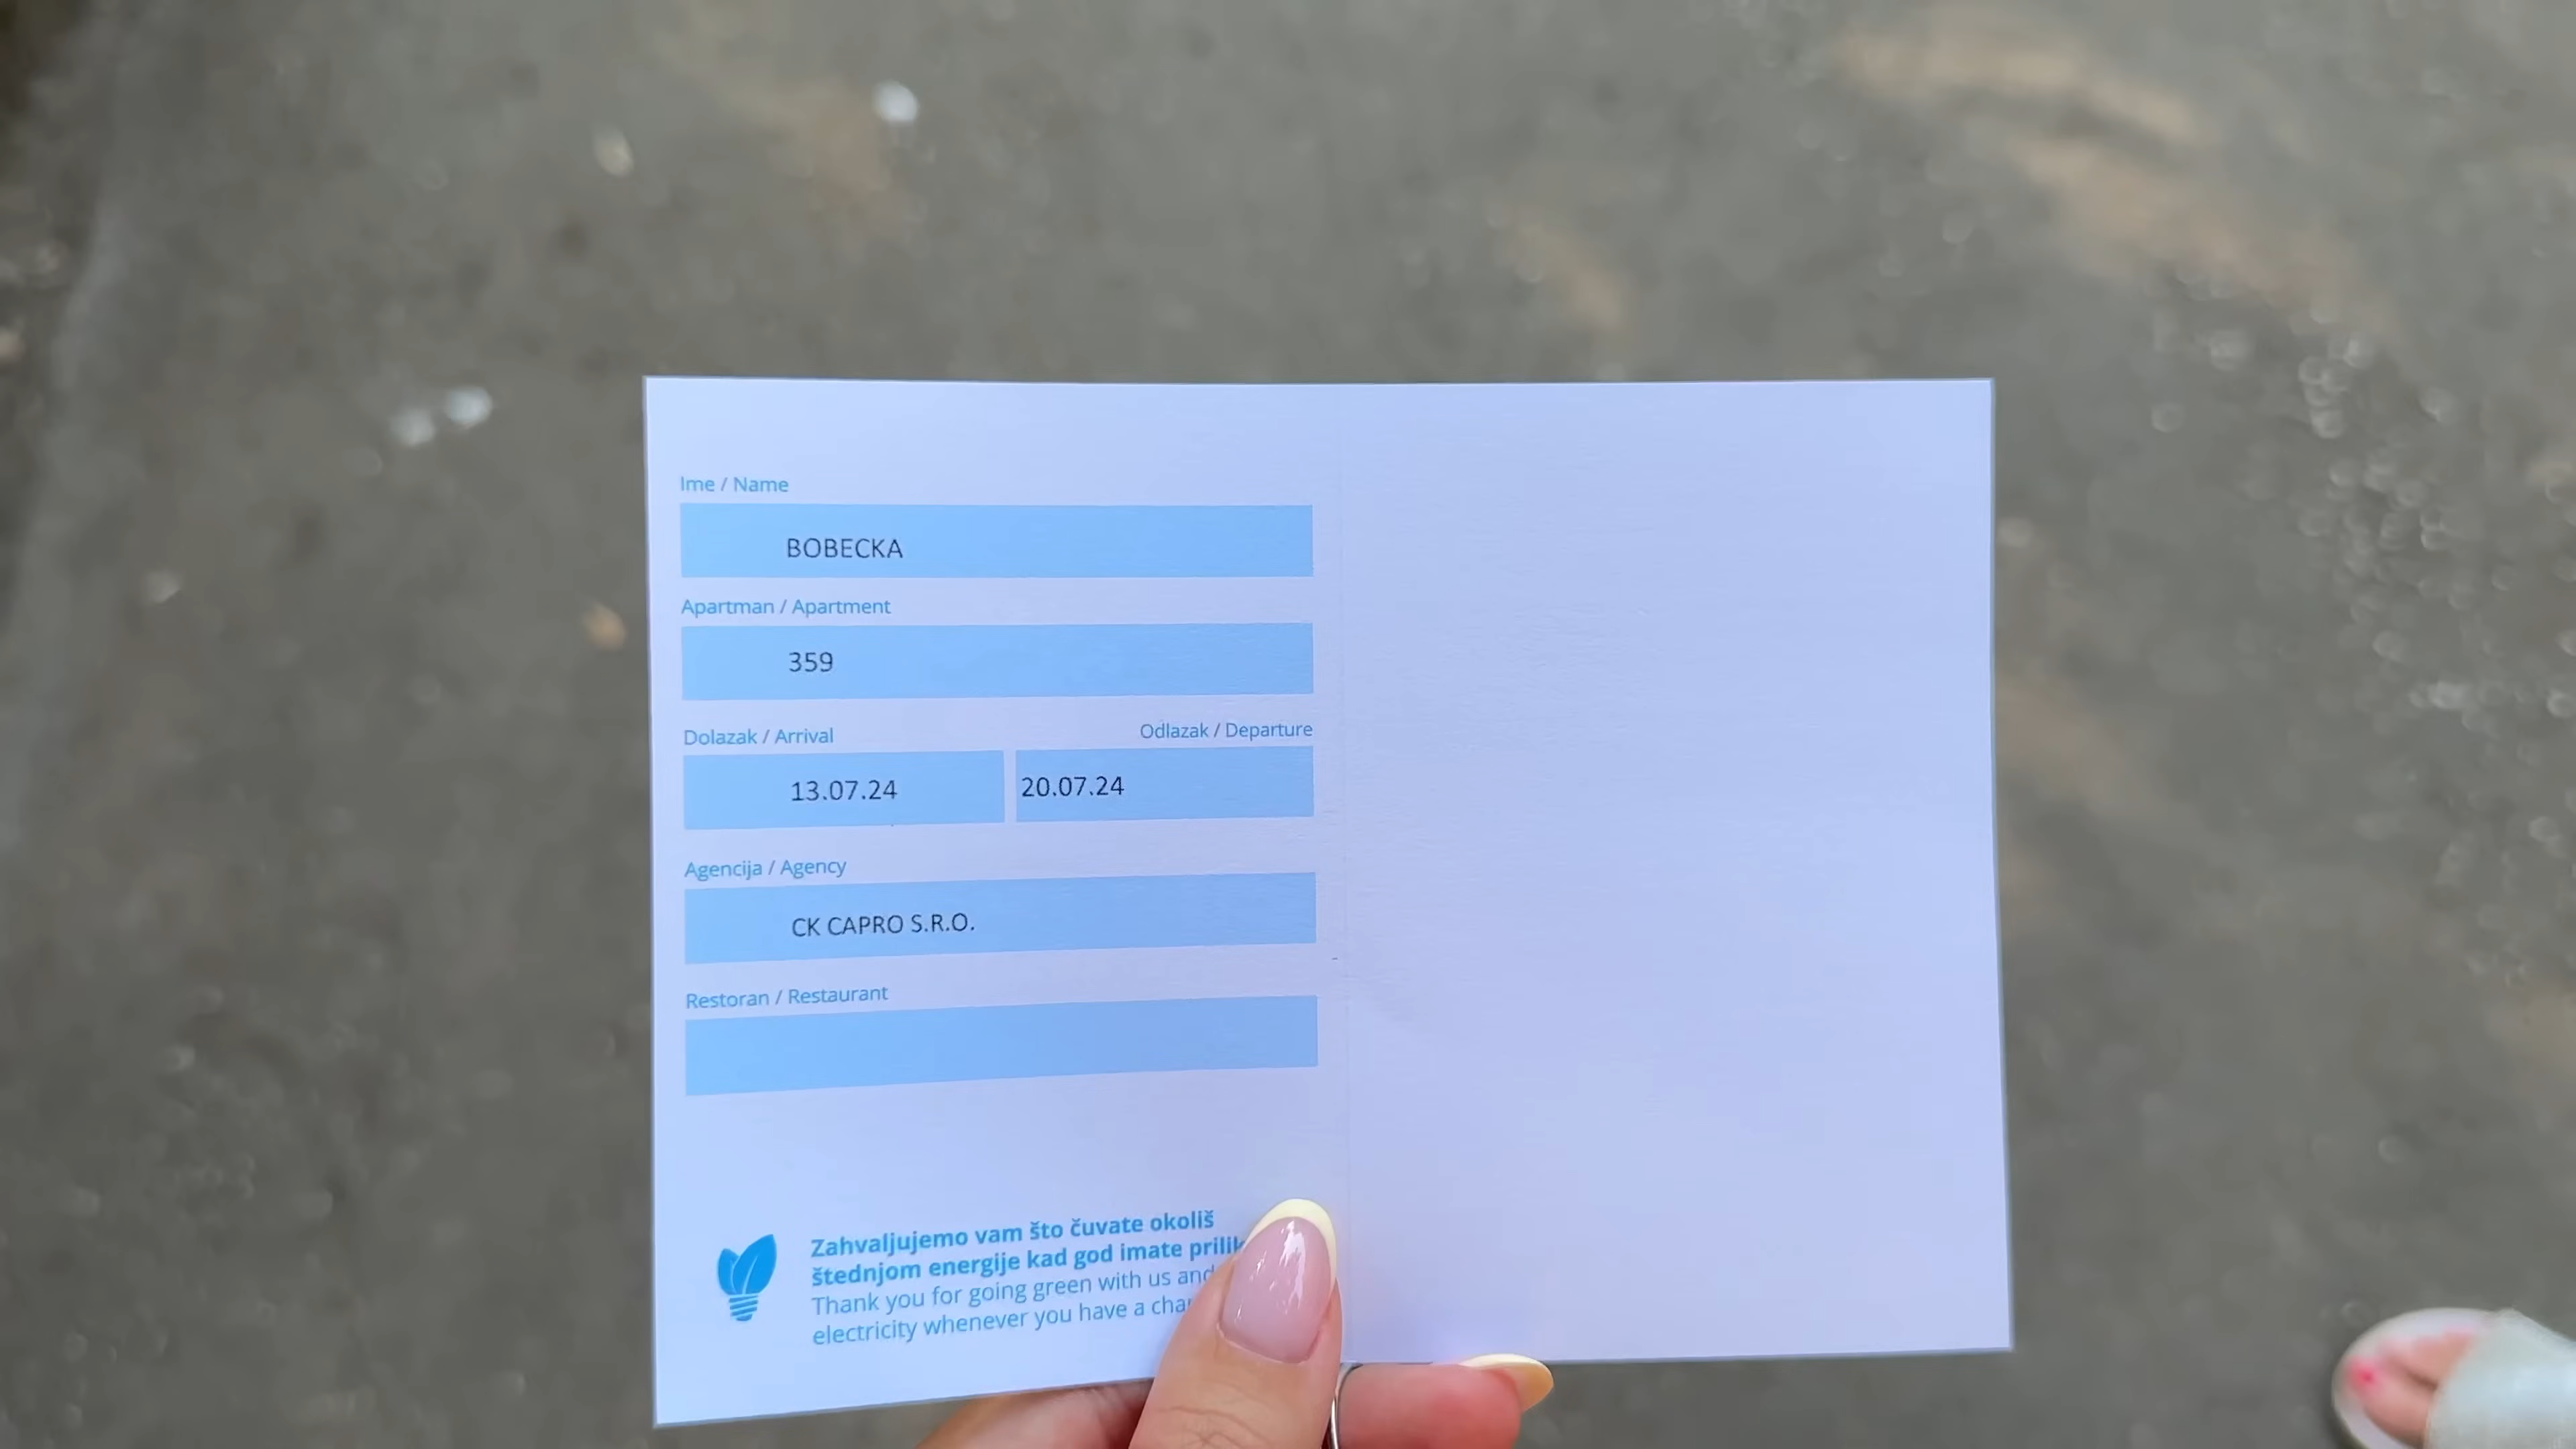 Ime / Name
BOBECKA
Apartman / Apartment
359
Dolazak / Arrival
Odlazak / Departure
13.07.24
20.07.24
Agencija / Agency
CK CAPRO S.R.O.
Restoran / Restaurant
Zahvaljujemo vam što čuvate okoliš
štednjom energije kad god imate
Thank you for going green with us and
electricity whenever you have a